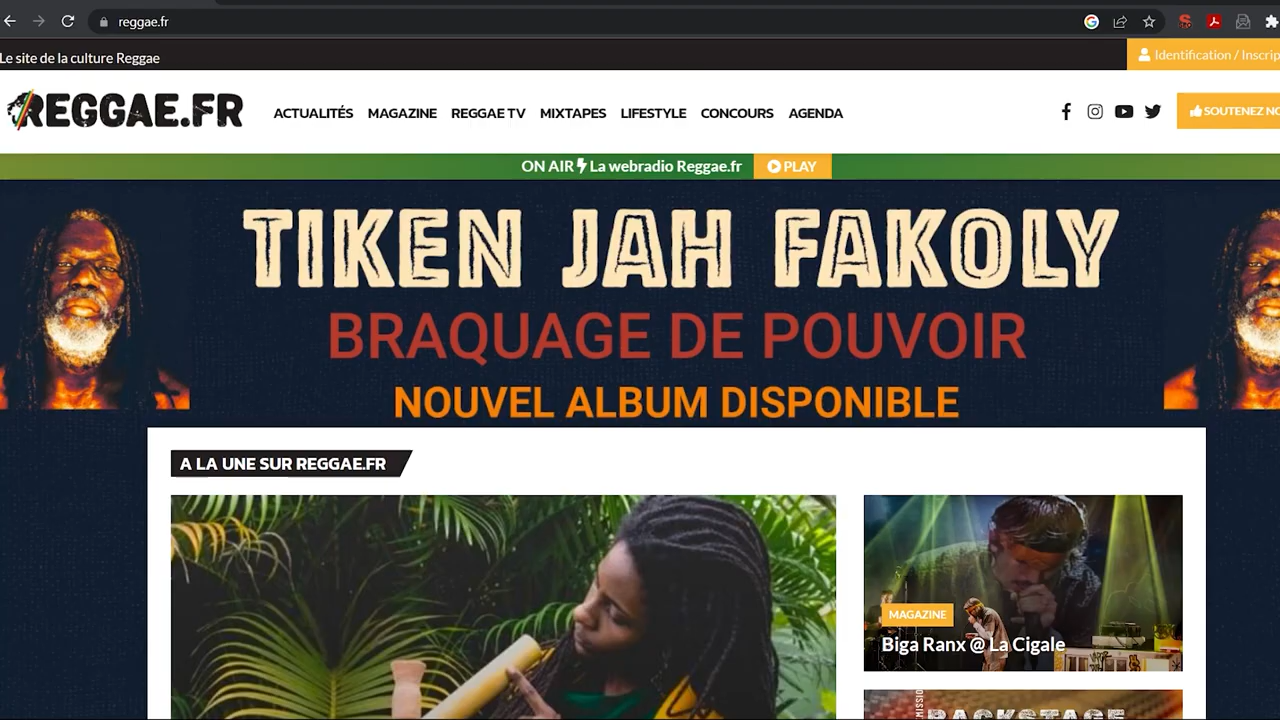 reggae.fr
Le site de la culture Reggae
Identification / Inscrip
REGGAE.FR
ACTUALITÉS MAGAZINE REGGAE TV MIXTAPES LIFESTYLE CONCOURS AGENDA
SOUTENEZ NO
ON AIR La webradio Reggae.fr PLAY
TIKEN JAH FAKOLY
BRAQUAGE DE POUVOIR
NOUVEL ALBUM DISPONIBLE
A LA UNE SUR REGGAE.FR
MAGAZINE
Biga Ranx @ La Cigale
BACKSTAGE